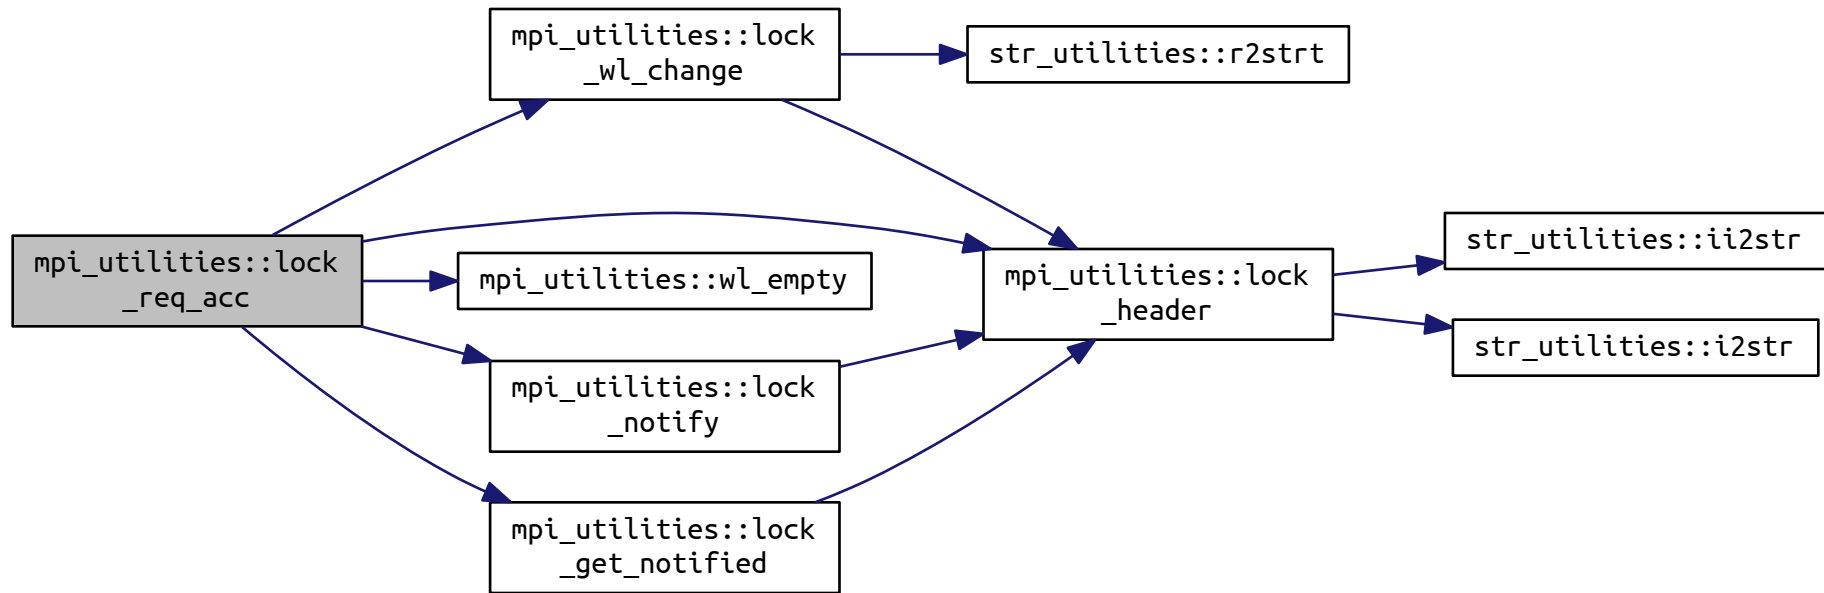 mpi_utilities::lock
_wl_change
str_utilities::r2strt
mpi_utilities::lock
_req_acc
mpi_utilities::wl_empty
mpi_utilities::lock
_header
str_utilities::ii2str
str_utilities::i2str
mpi_utilities::lock
_notify
mpi_utilities::lock
_get_notified